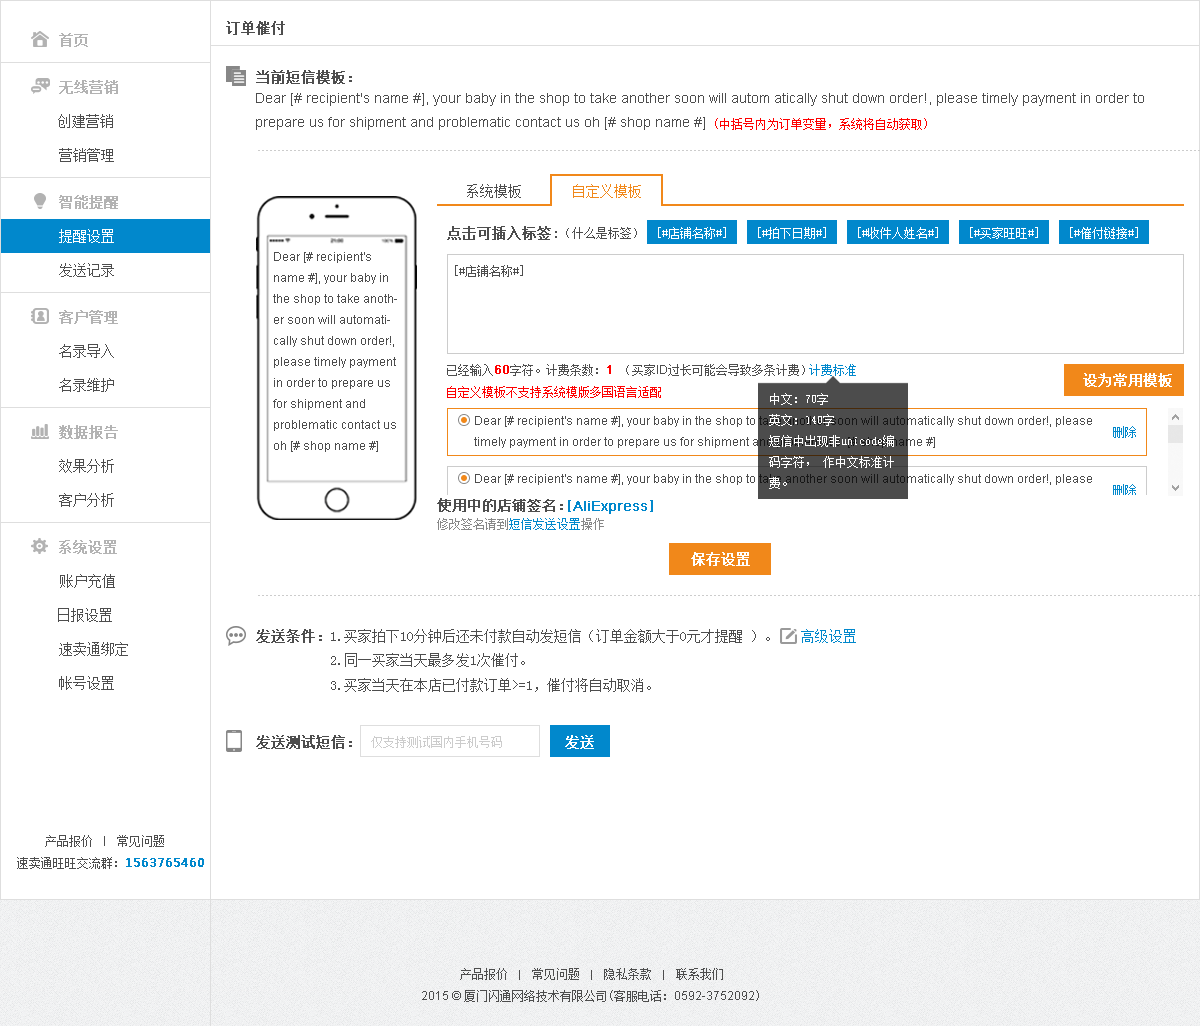 首页
无线营销
创建营销
营销管理
智能提醒
提醒设置
发送记录
客户管理
名录导入
名录维护
数据报告
效果分析
客户分析
系统设置
账户充值
日报设置
速卖通绑定
帐号设置
产品报价 | 常见问题
速卖通旺旺交流群：1563765460
订单催付
当前短信模板：
Dear [# recipient's name #], your baby in the shop to take another soon will autom atically shut down order!, please timely payment in order to
prepare us for shipment and problematic contact us oh [# shop name #]（中括号内为订单变量，系统将自动获取）
21:00 100%
Dear [# recipient's
name #], your baby in
the shop to take anoth-
er soon will automati-
cally shut down order!,
please timely payment
in order to prepare us
for shipment and
problematic contact us
oh [# shop name #]
系统模板 自定义模板
点击可插入标签：（什么是标签） [#店铺名称#] [#拍下日期#] [#收件人姓名#] [#买家旺旺#] [#催付链接#]
[#店铺名称#]
已经输入60字符。计费条数：1 （买家ID过长可能会导致多条计费）计费标准
自定义模板不支持系统模版多国语言适配
设为常用模板
中文：70字
英文：140字
短信中出现非unicode编
码字符， 作中文标准计
费。
Dear [# recipient's name #], your baby in the shop to take another soon will automatically shut down order!, please
timely payment in order to prepare us for shipment and name #]
删除
Dear [# recipient's name #], your baby in the shop to take another soon will automatically shut down order!, please
删除
使用中的店铺签名：[AliExpress]
修改签名请到短信发送设置操作
保存设置
发送条件：1.买家拍下10分钟后还未付款自动发短信（订单金额大于0元才提醒 ）。 高级设置
2.同一买家当天最多发1次催付。
3.买家当天在本店已付款订单>=1，催付将自动取消。
发送测试短信： 仅支持测试国内手机号码 发送
产品报价 | 常见问题 | 隐私条款 | 联系我们
2015 © 厦门闪通网络技术有限公司(客服电话：0592-3752092)